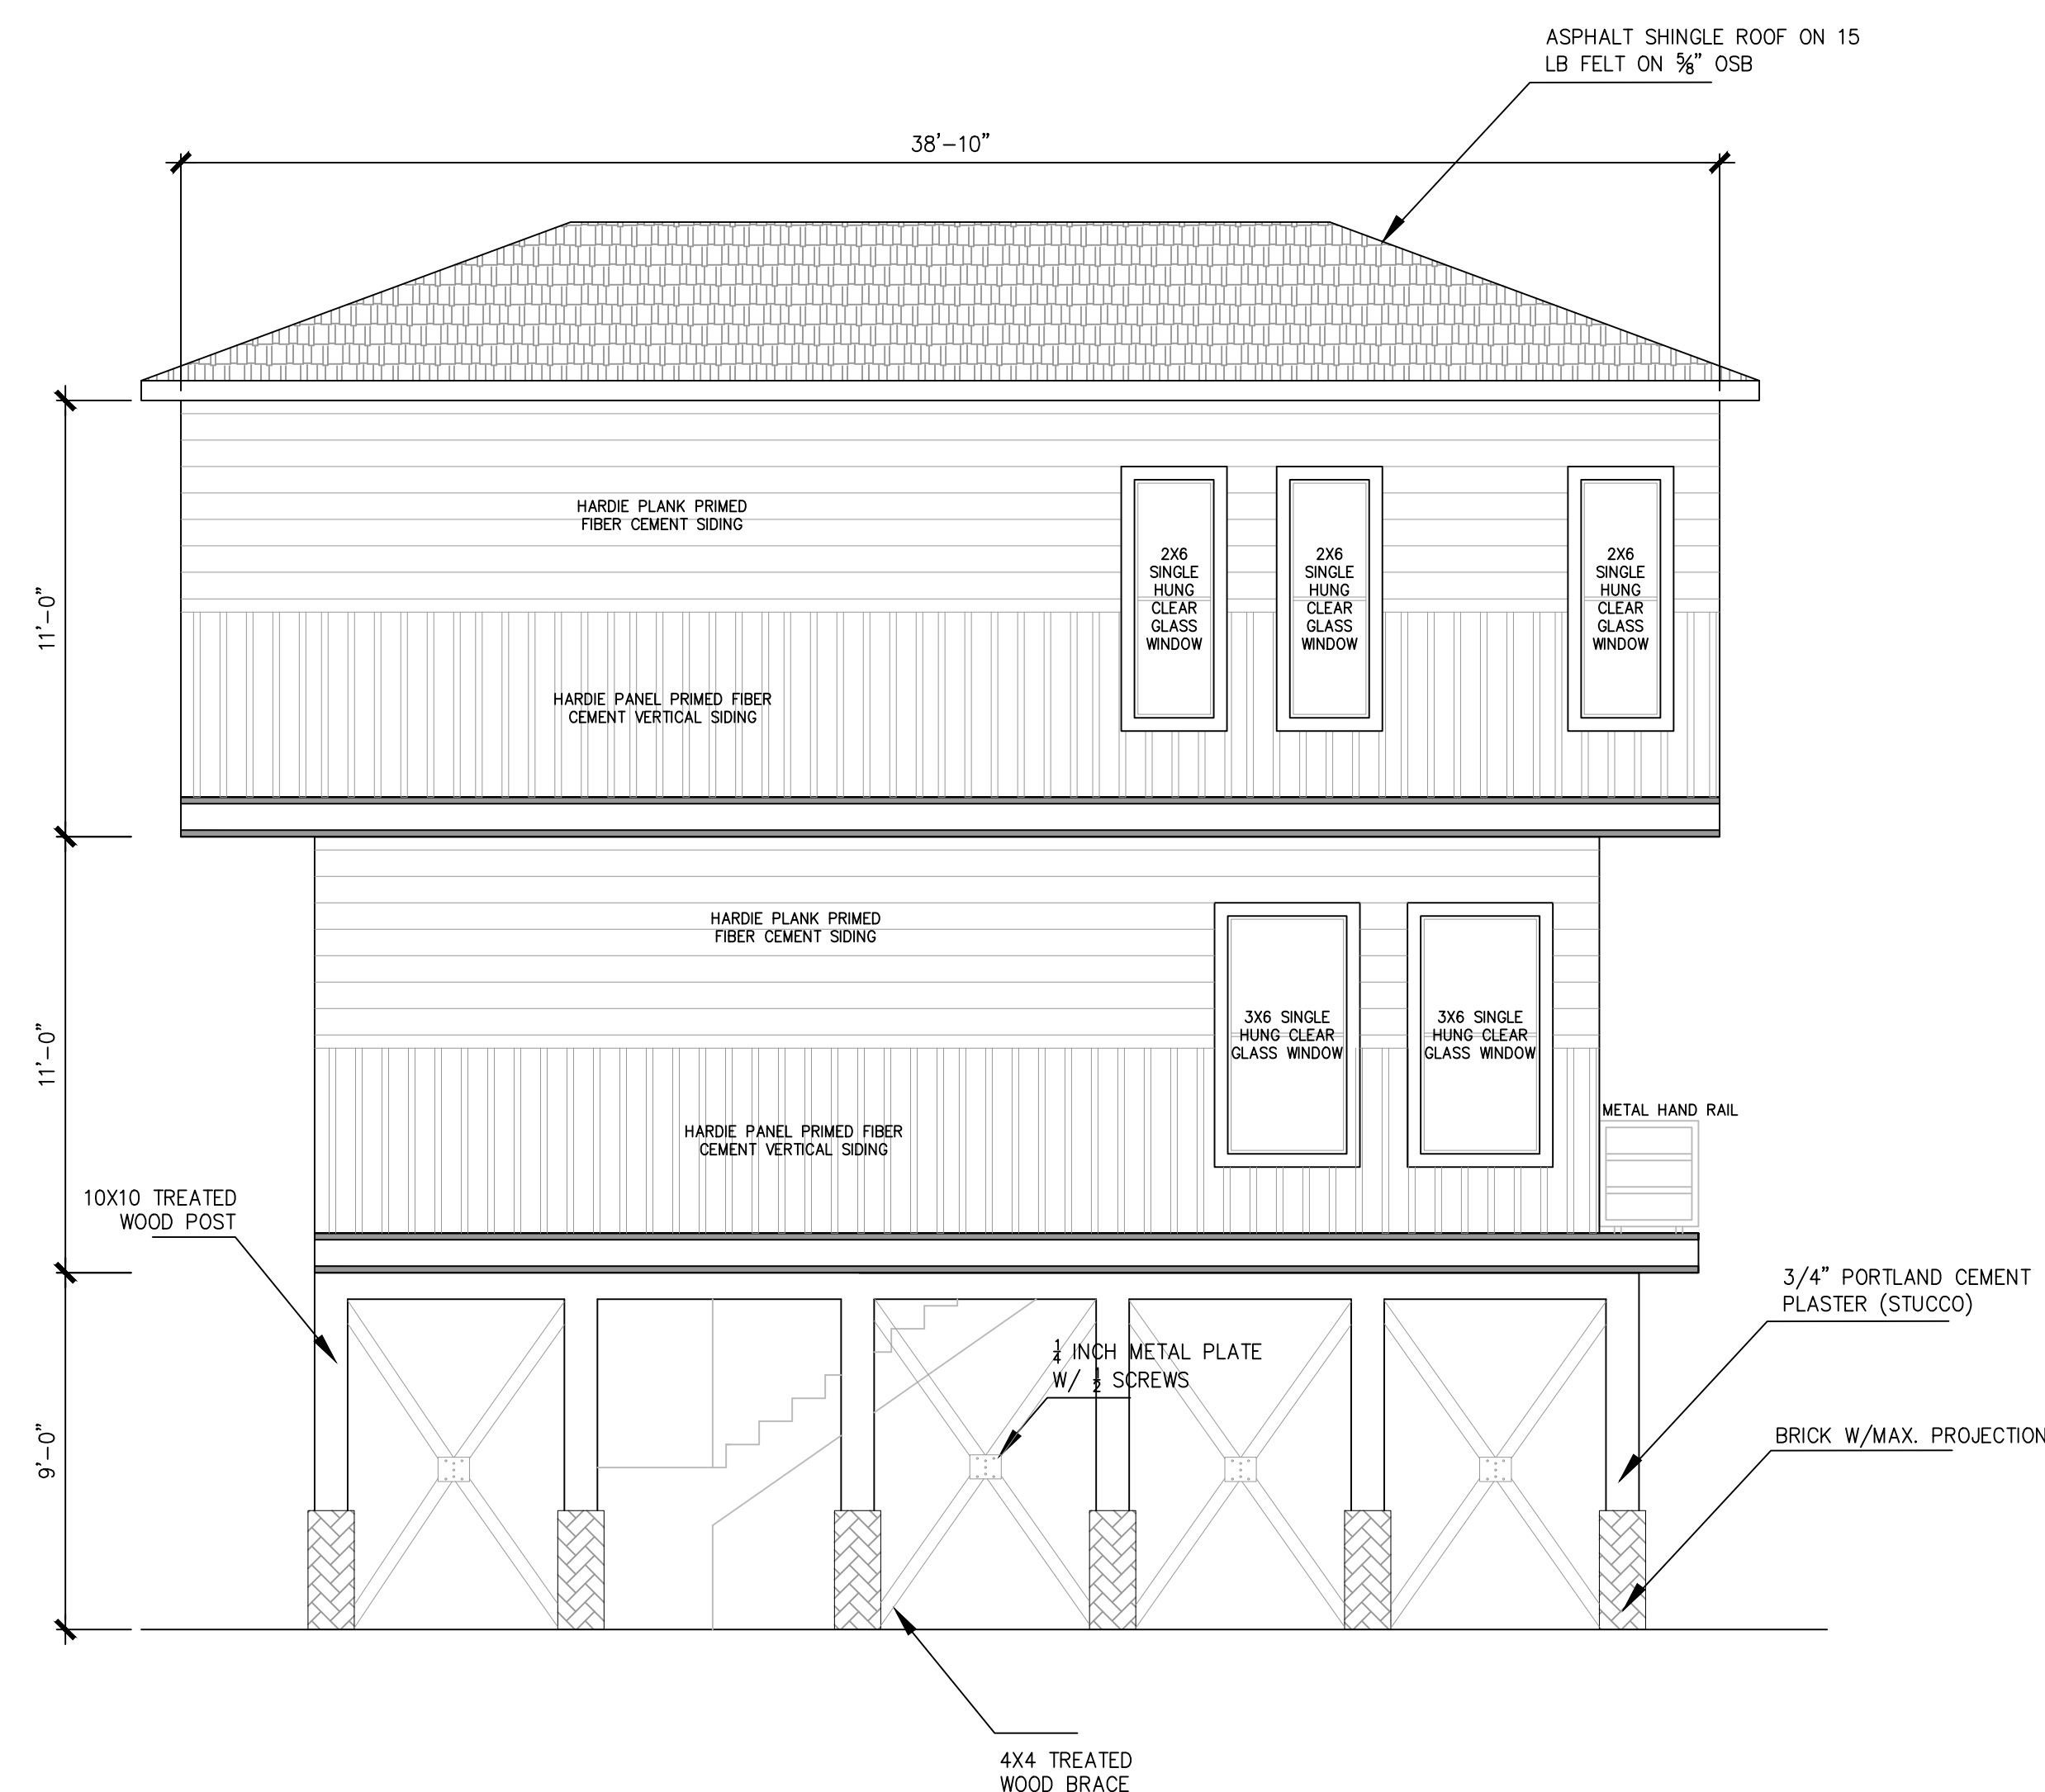 ASPHALT SHINGLE ROOF ON 15
LB FELT ON ⅝" OSB
38'-10"
HARDIE PLANK PRIMED
FIBER CEMENT SIDING
2X6
SINGLE
HUNG
CLEAR
GLASS
WINDOW
2X6
SINGLE
HUNG
CLEAR
GLASS
WINDOW
2X6
SINGLE
HUNG
CLEAR
GLASS
WINDOW
11'-0"
HARDIE PANEL PRIMED FIBER
CEMENT VERTICAL SIDING
HARDIE PLANK PRIMED
FIBER CEMENT SIDING
3X6 SINGLE
HUNG CLEAR
GLASS WINDOW
3X6 SINGLE
HUNG CLEAR
GLASS WINDOW
11'-0"
METAL HAND RAIL
HARDIE PANEL PRIMED FIBER
CEMENT VERTICAL SIDING
10X10 TREATED
WOOD POST
3/4" PORTLAND CEMENT
PLASTER (STUCCO)
¼ INCH METAL PLATE
W/ ½ SCREWS
9'-0"
BRICK W/MAX. PROJECTION
4X4 TREATED
WOOD BRACE